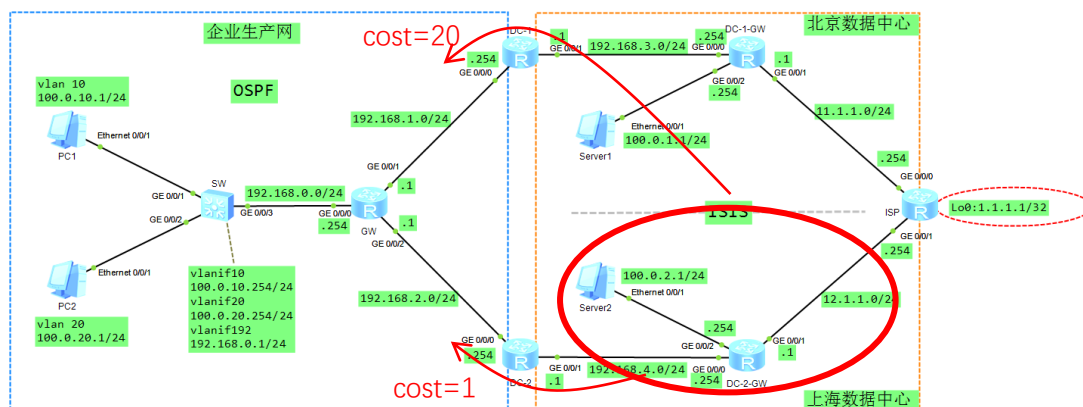 企业生产网
北京数据中心
cost=20
DC-1
.1
GE 0/0/1
192.168.3.0/24
.254
GE 0/0/0
DC-1-GW
.254
GE 0/0/0
.1
GE 0/0/1
vlan 10
100.0.10.1/24
OSPF
GE 0/0/2
.254
Ethernet 0/0/1
192.168.1.0/24
11.1.1.0/24
Ethernet 0/0/1
PC1
Server1
100.0.1.1/24
SW
GE 0/0/1
192.168.0.0/24
GE 0/0/1
.1
.254
GE 0/0/0
GE 0/0/2
GE 0/0/3
GE 0/0/0
.254
GW
.1
GE 0/0/2
ISIS
ISP
Lo0:1.1.1.1/32
GE 0/0/1
.254
Ethernet 0/0/1
100.0.2.1/24
Ethernet 0/0/1
PC2
vlanif10
100.0.10.254/24
vlanif20
100.0.20.254/24
vlanif192
192.168.0.1/24
192.168.2.0/24
Server2
12.1.1.0/24
vlan 20
100.0.20.1/24
.254
GE 0/0/2
GE 0/0/1
.1
GE 0/0/0
.254
DC-2
GE 0/0/1
.1
192.168.4.0/24
GE 0/0/0
.254
DC-2-GW
cost=1
上海数据中心